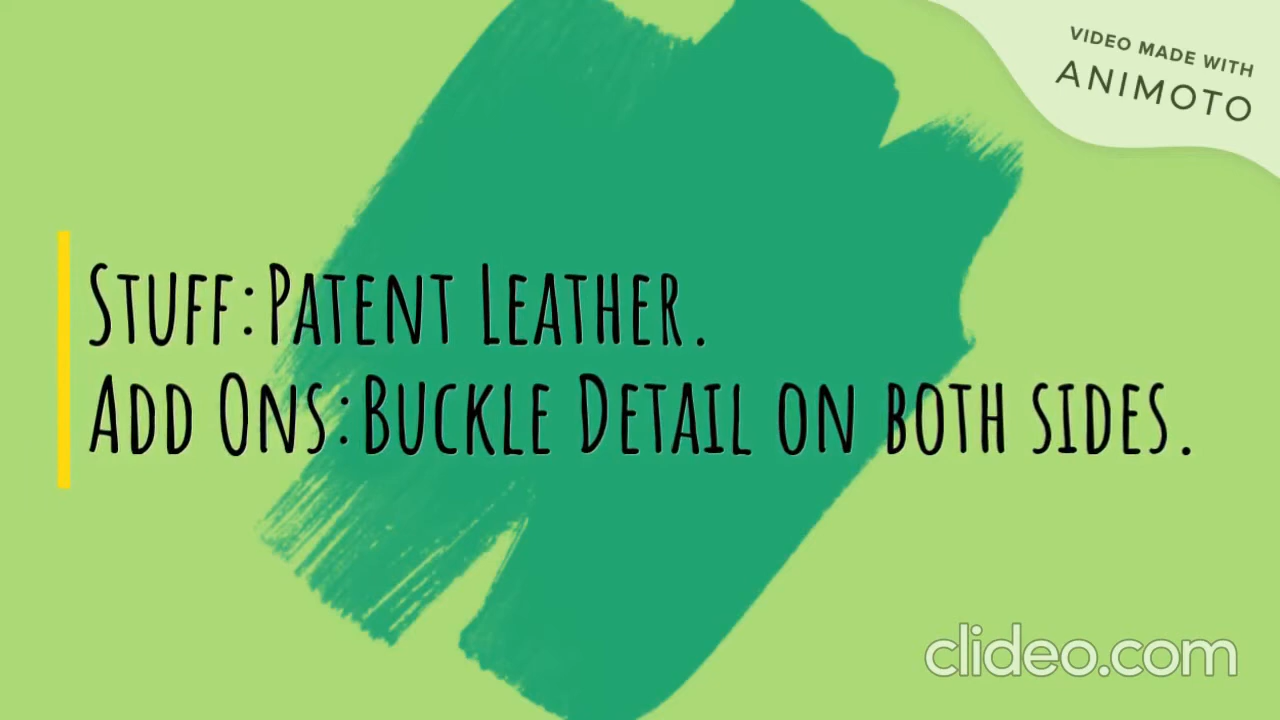 VIDEO MADE WITH
ANIMOTO
Stuff:Patent Leather.
Add Ons:Buckle Detail on both sides.
clideo.com